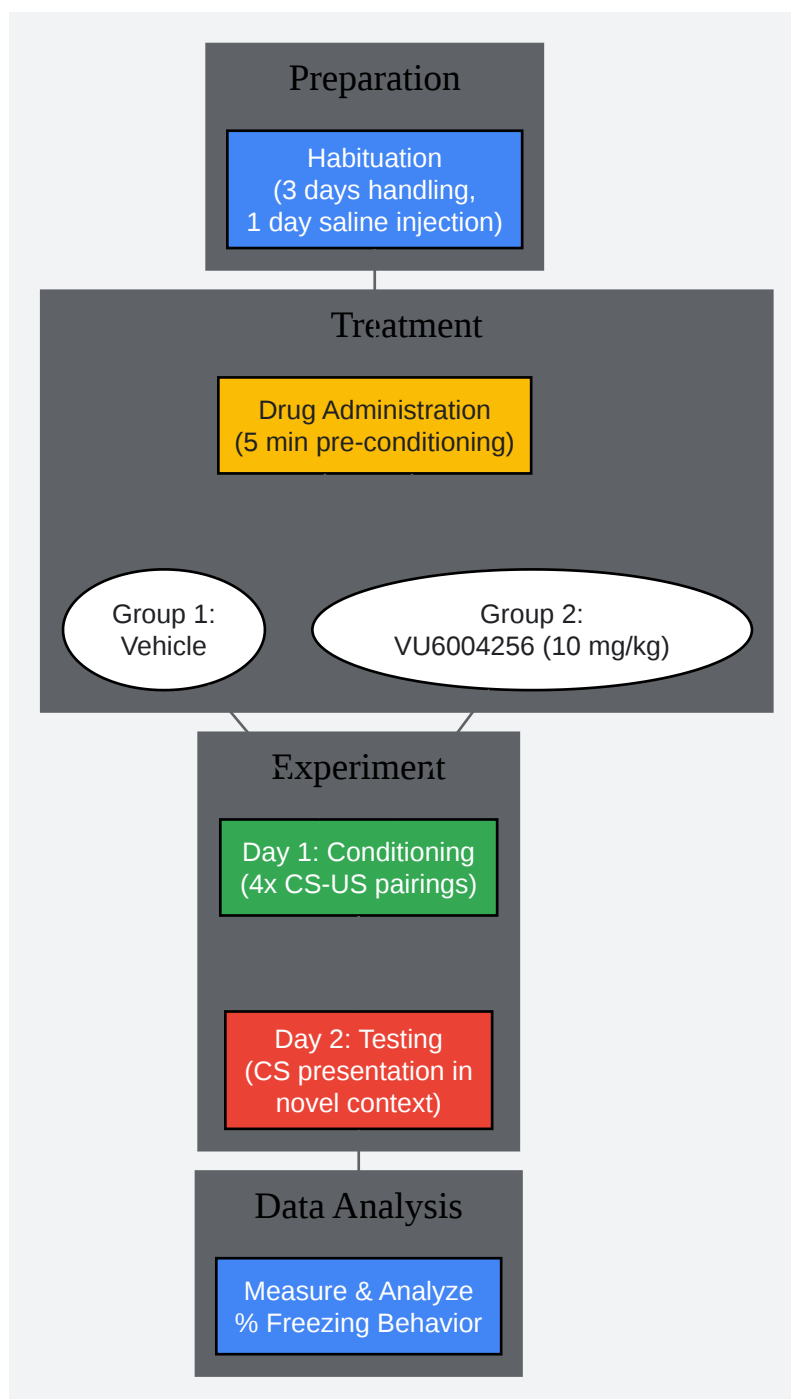 Preparation
Habituation
(3 days handling,
1 day saline injection)
Treatment
Drug Administration
(5 min pre-conditioning)
Group 1:
Vehicle
Group 2:
VU6004256 (10 mg/kg)
Experiment
Day 1: Conditioning
(4x CS-US pairings)
Day 2: Testing
(CS presentation in
novel context)
Data Analysis
Measure & Analyze
% Freezing Behavior